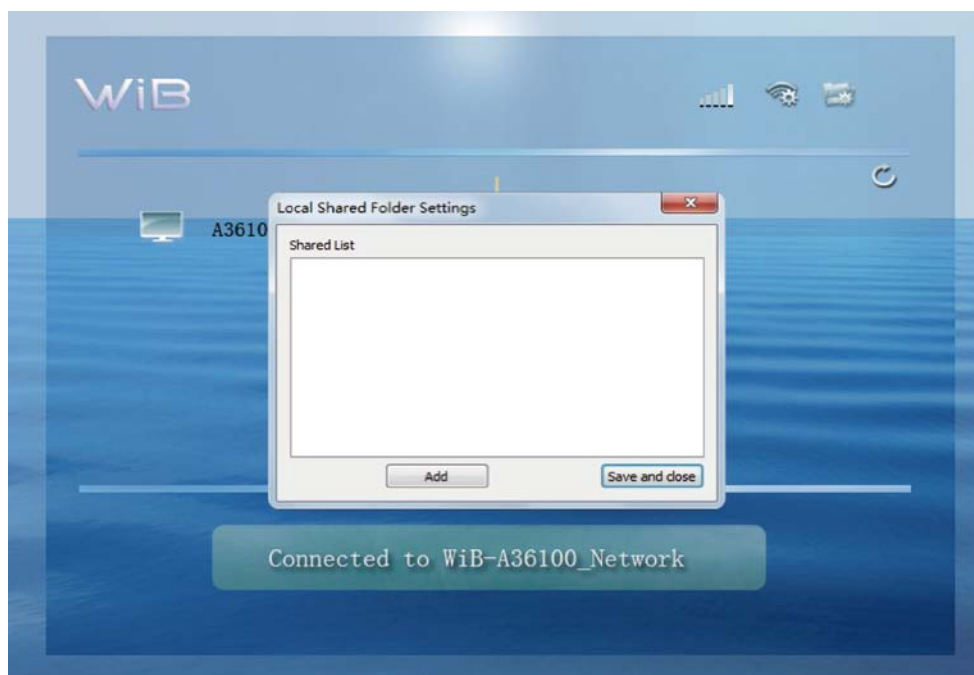 WiB
Local Shared Folder Settings
A3610
Shared List
Add
Save and close
Connected to WiB-A36100_Network